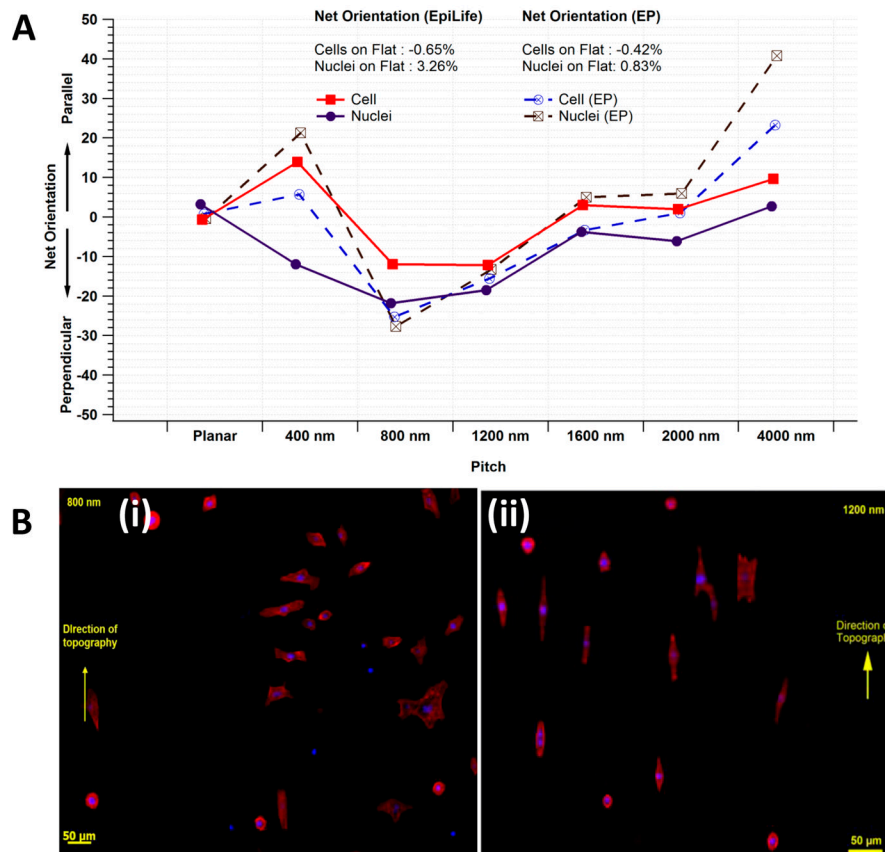 A
Net Orientation (EpiLife)
Net Orientation (EP)
Cells on Flat : -0.65%
Nuclei on Flat : 3.26%
Cells on Flat : -0.42%
Nuclei on Flat: 0.83%
Cell
Nuclei
Cell (EP)
Nuclei (EP)
Parallel
Net Orientation
Perpendicular
50
40
30
20
10
0
-10
-20
-30
-40
-50
Planar
400 nm
800 nm
1200 nm
1600 nm
2000 nm
4000 nm
Pitch
B
800 nm
(i)
Direction of
topography
50 µm
(ii)
1200 nm
Direction o
Topograph
50 µm